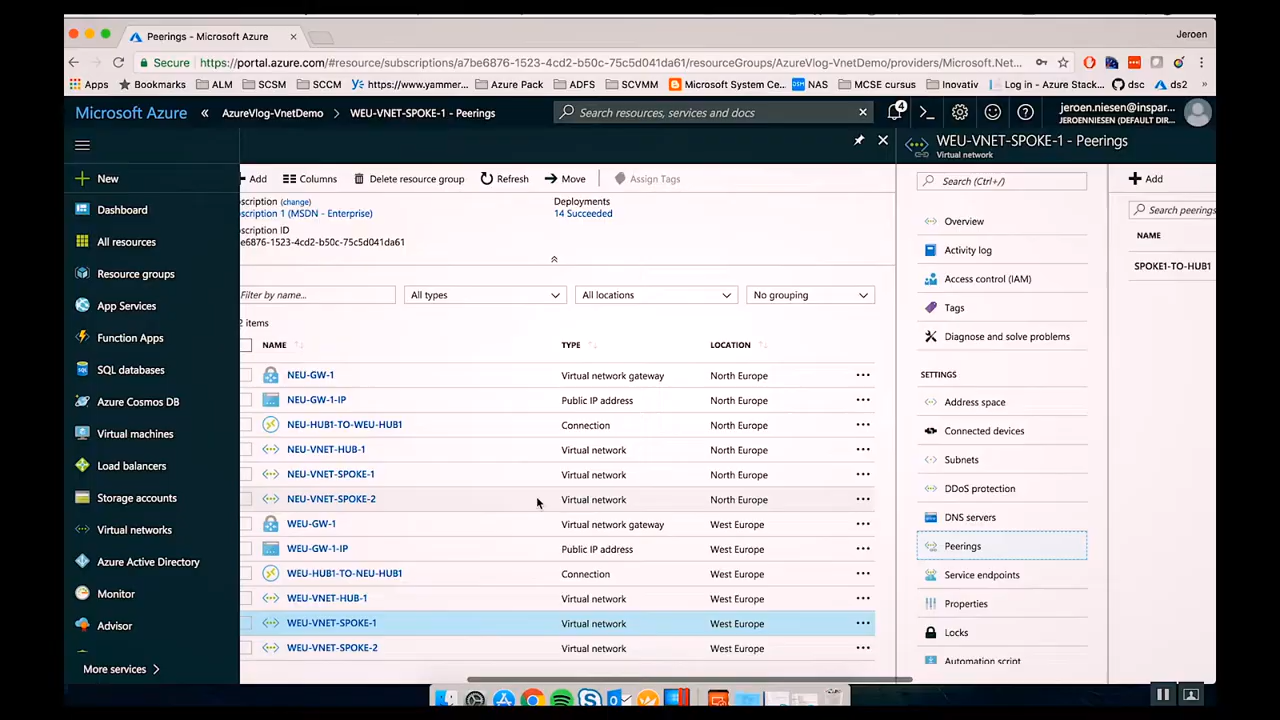 Peerings - Microsoft Azure
Jeroen
Secure https://portal.azure.com/#resource/subscriptions/a7be6876-1523-4cd2-b50c-75c5d041da61/resourceGroups/AzureVlog-VnetDemo/providers/Microsoft.Net...
Apps Bookmarks ALM SCSM SCCM https://www.yammer... Azure Pack ADFS SCVMM Microsoft System Ce... NAS MCSE cursus Inovativ Log in - Azure Stack... dsc ds2
Microsoft Azure AzureVlog-VnetDemo WEU-VNET-SPOKE-1 - Peerings Search resources, services and docs 4 jeroen.niesen@inspar...
JEROENNIESEN (DEFAULT DIR...
WEU-VNET-SPOKE-1 - Peerings
Virtual network
New
Dashboard
All resources
Resource groups
App Services
Function Apps
SQL databases
Azure Cosmos DB
Virtual machines
Load balancers
Storage accounts
Virtual networks
Azure Active Directory
Monitor
Advisor
More services
Add Columns Delete resource group Refresh Move Assign Tags
scription (change)
scription 1 (MSDN - Enterprise)
scription ID
e6876-1523-4cd2-b50c-75c5d041da61
Deployments
14 Succeeded
Filter by name... All types All locations No grouping
2 items
NAME TYPE LOCATION
NEU-GW-1 Virtual network gateway North Europe
NEU-GW-1-IP Public IP address North Europe
NEU-HUB1-TO-WEU-HUB1 Connection North Europe
NEU-VNET-HUB-1 Virtual network North Europe
NEU-VNET-SPOKE-1 Virtual network North Europe
NEU-VNET-SPOKE-2 Virtual network North Europe
WEU-GW-1 Virtual network gateway West Europe
WEU-GW-1-IP Public IP address West Europe
WEU-HUB1-TO-NEU-HUB1 Connection West Europe
WEU-VNET-HUB-1 Virtual network West Europe
WEU-VNET-SPOKE-1 Virtual network West Europe
WEU-VNET-SPOKE-2 Virtual network West Europe
Search (Ctrl+/)
Overview
Activity log
Access control (IAM)
Tags
Diagnose and solve problems
SETTINGS
Address space
Connected devices
Subnets
DDoS protection
DNS servers
Peerings
Service endpoints
Properties
Locks
Automation script
Add
Search peerings
NAME
SPOKE1-TO-HUB1